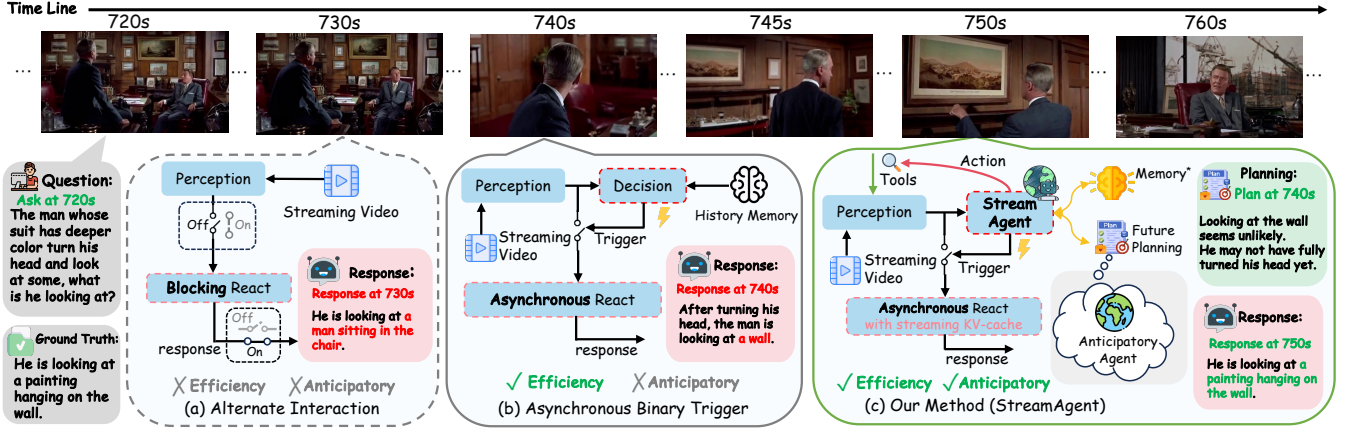 Time Line
720s
730s
740s
745s
750s
760s
...
...
...
...
...
...
...
Question:
Ask at 720s
The man whose
suit has deeper
color turn his
head and look
at some, what
is he looking at?
Ground Truth:
He is looking at
a painting
hanging on the
wall.
Perception
Streaming Video
Off
On
Blocking React
Off
On
response
Response:
Response at 730s
He is looking at a
man sitting in the
chair.
Efficiency
Anticipatory
(a) Alternate Interaction
Perception
Decision
History Memory
Streaming
Video
Trigger
Asynchronous React
response
Response:
Response at 740s
After turning his
head, the man is
looking at a wall.
Efficiency
Anticipatory
(b) Asynchronous Binary Trigger
Action
Tools
Perception
Stream
Agent
Memory*
Plan
Future
Planning
Streaming
Video
Trigger
Asynchronous React
with streaming KV-cache
response
Anticipatory
Agent
Efficiency
Anticipatory
(c) Our Method (StreamAgent)
Plan
Planning:
Plan at 740s
Looking at the wall
seems unlikely.
He may not have fully
turned his head yet.
Response:
Response at 750s
He is looking at a
painting hanging on
the wall.